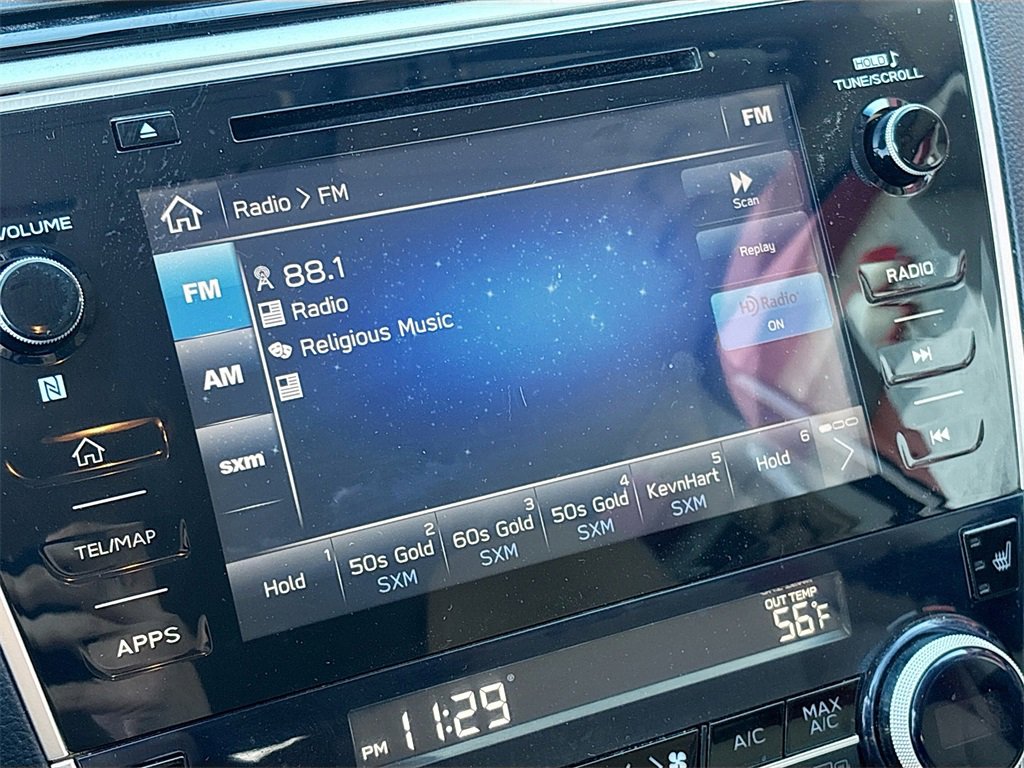 HOLD
TUNE/SCROLL
FM
Radio > FM
Scan
VOLUME
FM
88.1
Replay
RADIO
Radio
HD Radio
ON
Religious Music
AM
sxm
1
Hold
2
50s Gold
SXM
3
60s Gold
SXM
4
50s Gold
SXM
5
KevnHart
SXM
6
Hold
TEL/MAP
APPS
OUT TEMP
56°F
PM 11:29
A/C
MAX
A/C